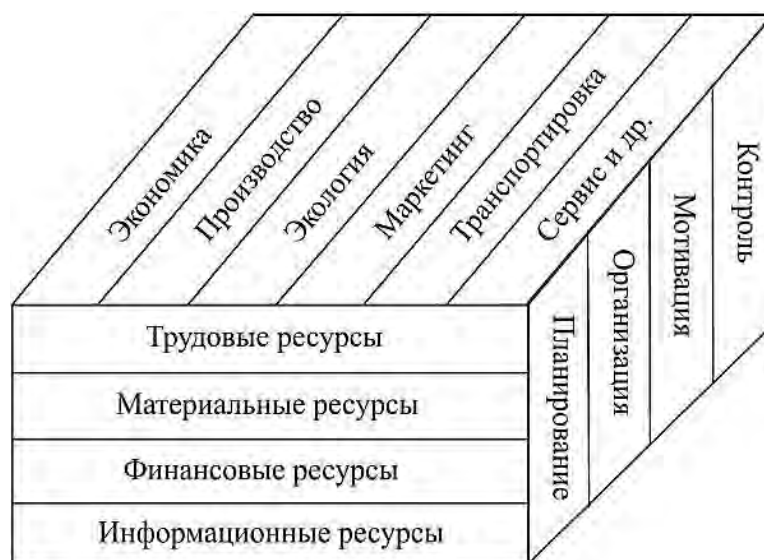 Экономика
Производство
Экология
Маркетинг
Транспортировка
Сервис и др.
Трудовые ресурсы
Материальные ресурсы
Финансовые ресурсы
Информационные ресурсы
Планирование
Организация
Мотивация
Контроль